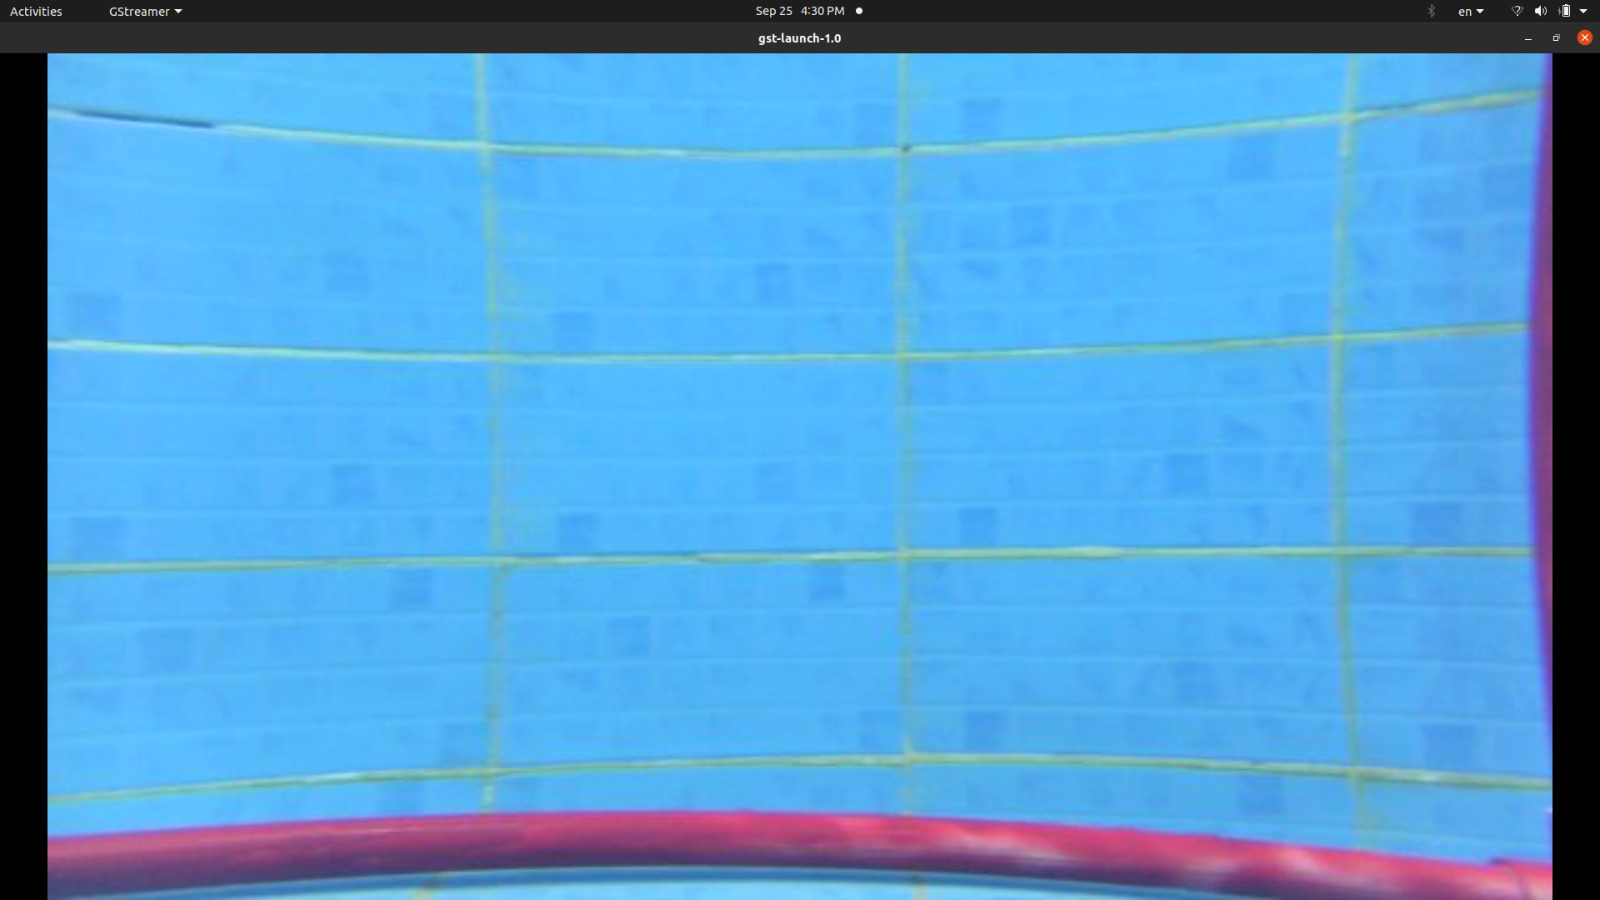 Activities
GStreamer
Sep 25 4:30 PM
en
gst-launch-1.0